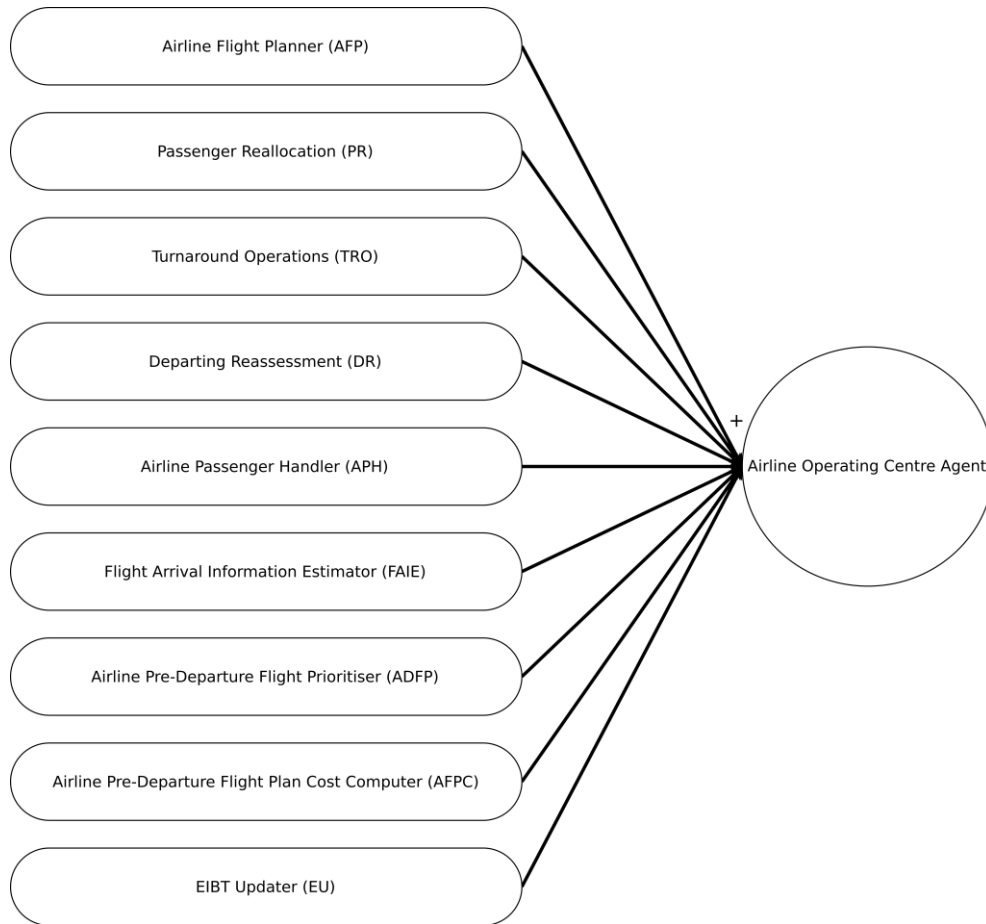 Airline Flight Planner (AFP)
Passenger Reallocation (PR)
Turnaround Operations (TRO)
Departing Reassessment (DR)
+
Airline Passenger Handler (APH)
Airline Operating Centre Agent
Flight Arrival Information Estimator (FAIE)
Airline Pre-Departure Flight Prioritiser (ADFP)
Airline Pre-Departure Flight Plan Cost Computer (AFPC)
EIBT Updater (EU)